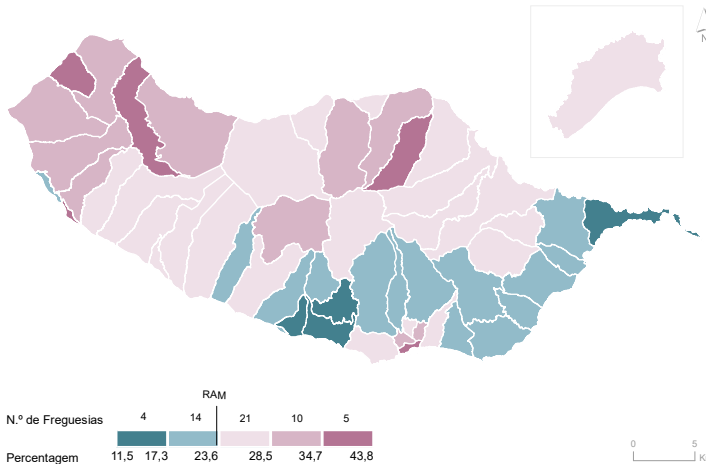 N
RAM
N.º de Freguesias 4 14 21 10 5
Percentagem 11,5 17,3 23,6 28,5 34,7 43,8
0 5
K